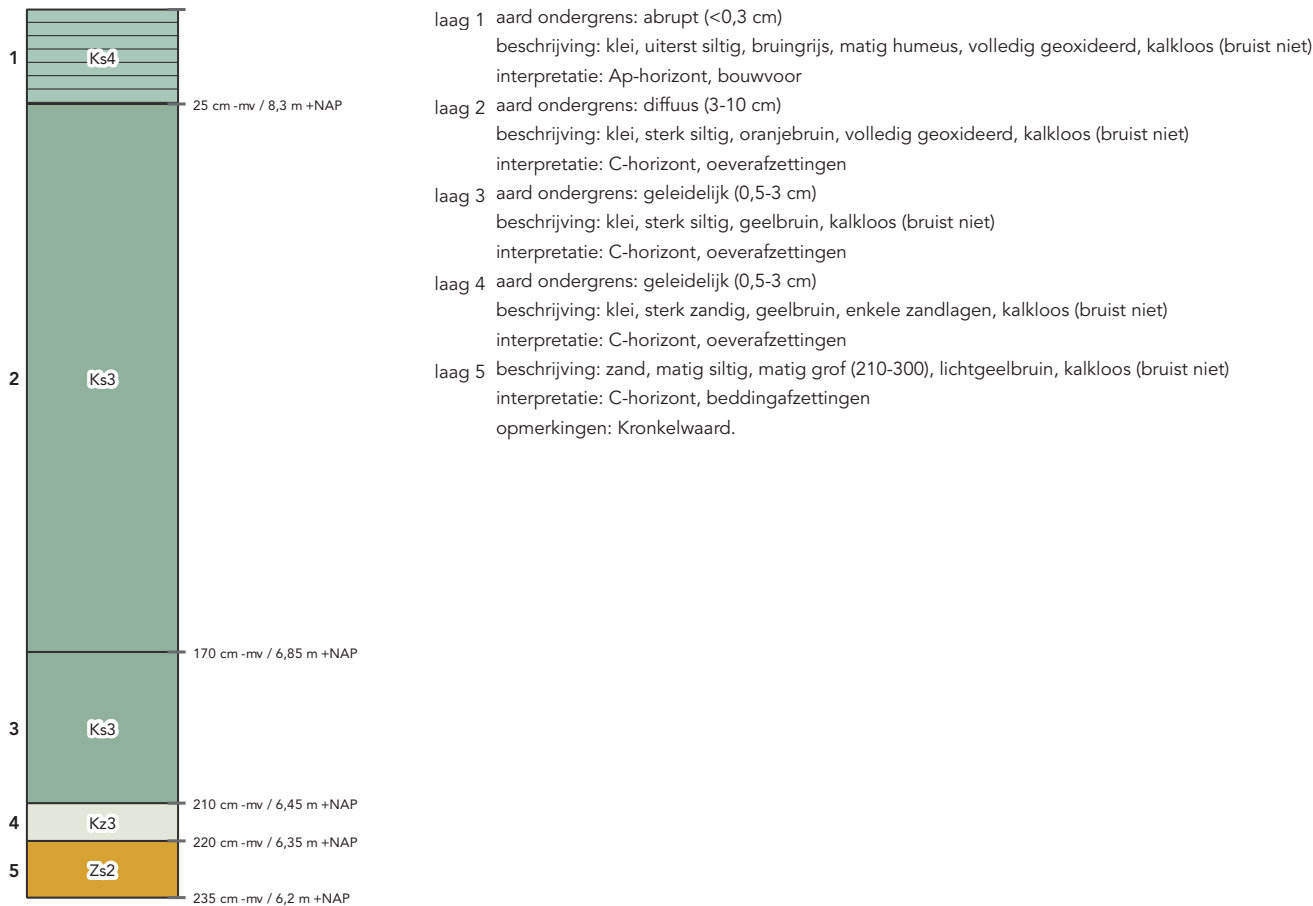 1
Ks4
25 cm -mv / 8,3 m +NAP
2
Ks3
170 cm -mv / 6,85 m +NAP
3
Ks3
210 cm -mv / 6,45 m +NAP
4
Kz3
220 cm -mv / 6,35 m +NAP
5
Zs2
235 cm -mv / 6,2 m +NAP
laag 1 aard ondergrens: abrupt (<0,3 cm)
beschrijving: klei, uiterst siltig, bruingrijs, matig humeus, volledig geoxideerd, kalkloos (bruist niet)
interpretatie: Ap-horizont, bouwvoor
laag 2 aard ondergrens: diffuus (3-10 cm)
beschrijving: klei, sterk siltig, oranjebruin, volledig geoxideerd, kalkloos (bruist niet)
interpretatie: C-horizont, oeverafzettingen
laag 3 aard ondergrens: geleidelijk (0,5-3 cm)
beschrijving: klei, sterk siltig, geelbruin, kalkloos (bruist niet)
interpretatie: C-horizont, oeverafzettingen
laag 4 aard ondergrens: geleidelijk (0,5-3 cm)
beschrijving: klei, sterk zandig, geelbruin, enkele zandlagen, kalkloos (bruist niet)
interpretatie: C-horizont, oeverafzettingen
laag 5 beschrijving: zand, matig siltig, matig grof (210-300), lichtgeelbruin, kalkloos (bruist niet)
interpretatie: C-horizont, beddingafzettingen
opmerkingen: Kronkelwaard.